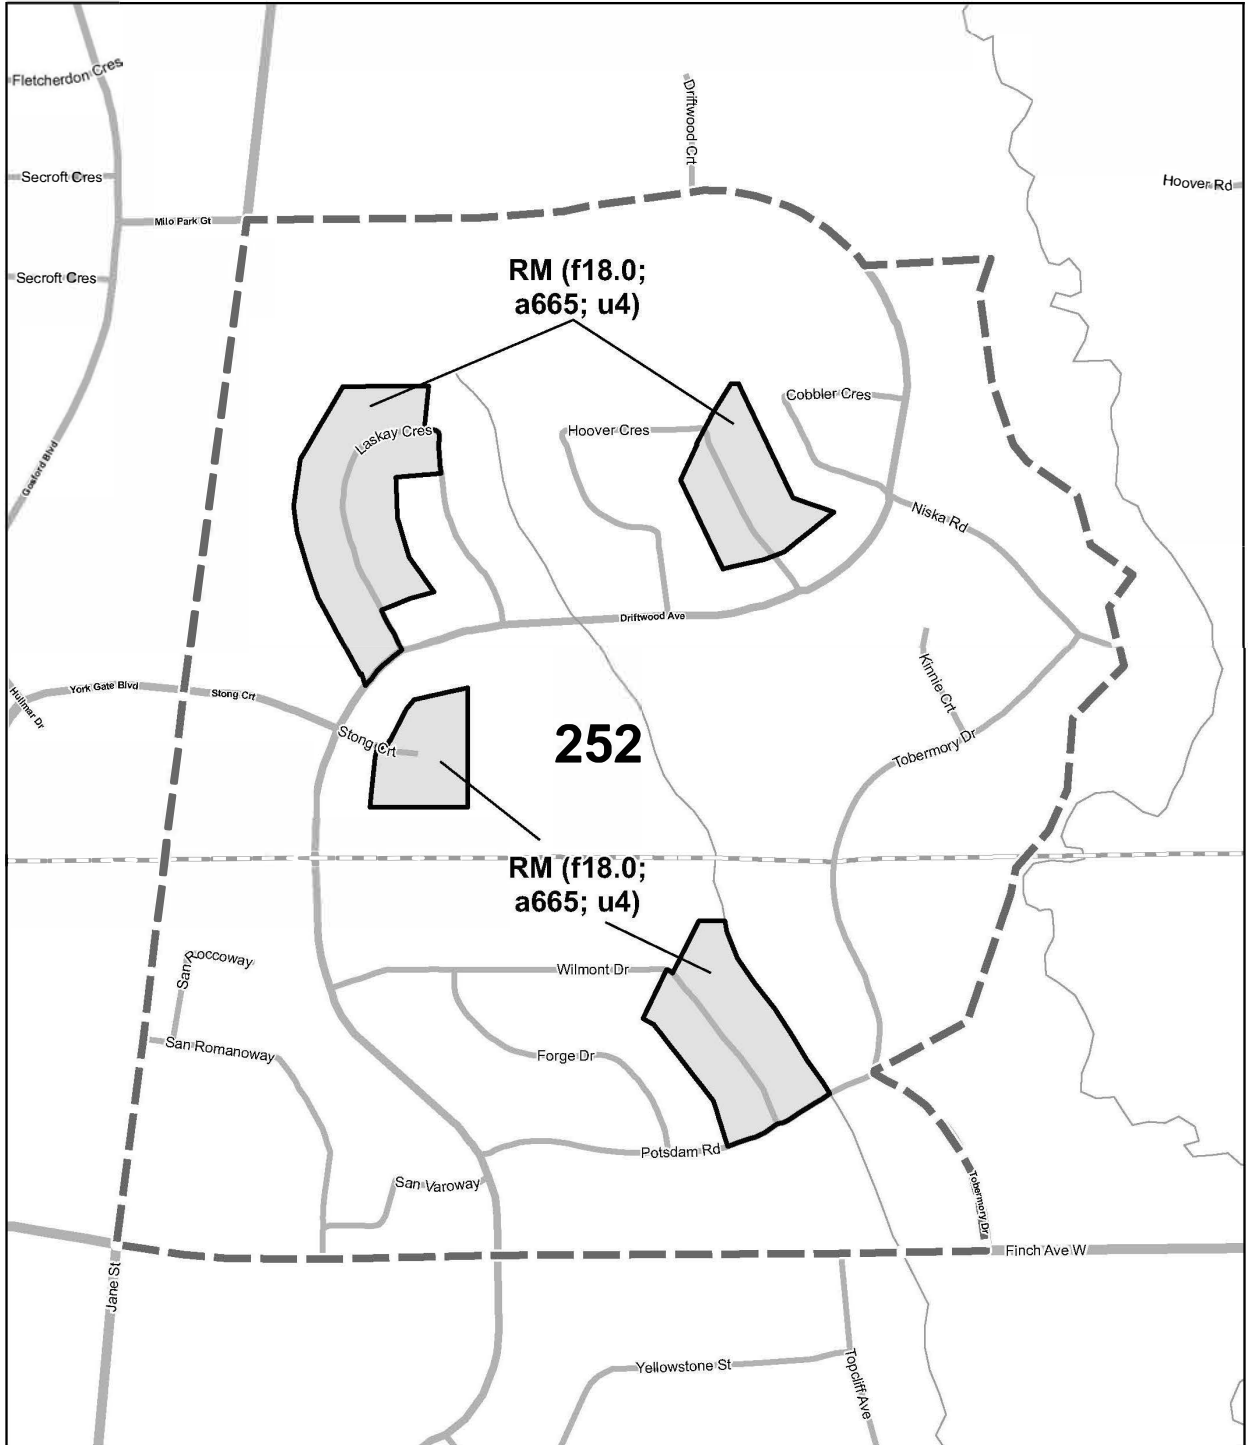 Fletcherdon Cres
Driftwood Crt
Secroft Cres
Hoover Rd
Milo Park Gt
Secroft Cres
RM (f18.0;
a665; u4)
Cobbler Cres
Laskay Cres
Hoover Cres
Gosford Blvd
Niska Rd
Driftwood Ave
Kinnie Crt
York Gate Blvd
Stong Crt
Hullmar Dr
Stong Crt
252
Tobermory Dr
RM (f18.0;
a665; u4)
San Roccoway
Wilmont Dr
San Romanoway
Forge Dr
Potsdam Rd
San Varoway
Tobermory Dr
Finch Ave W
Jane St
Yellowstone St
Topcliff Ave